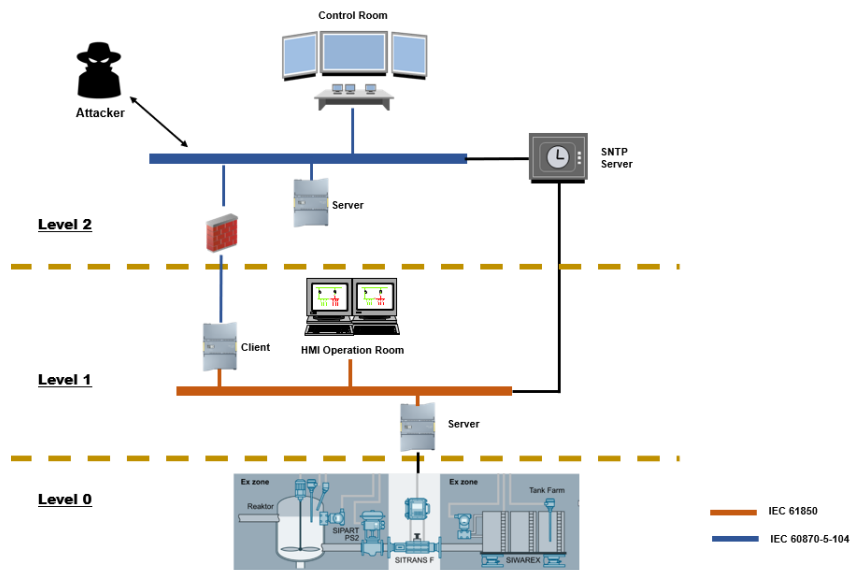 Control Room
Attacker
SNTP
Server
Server
Level 2
Client
HMI Operation Room
Level 1
Server
Level 0
Ex zone
Ex zone
Reaktor
Tank Farm
SIPART
PS2
SITRANS F
SIWAREX
IEC 61850
IEC 60870-5-104